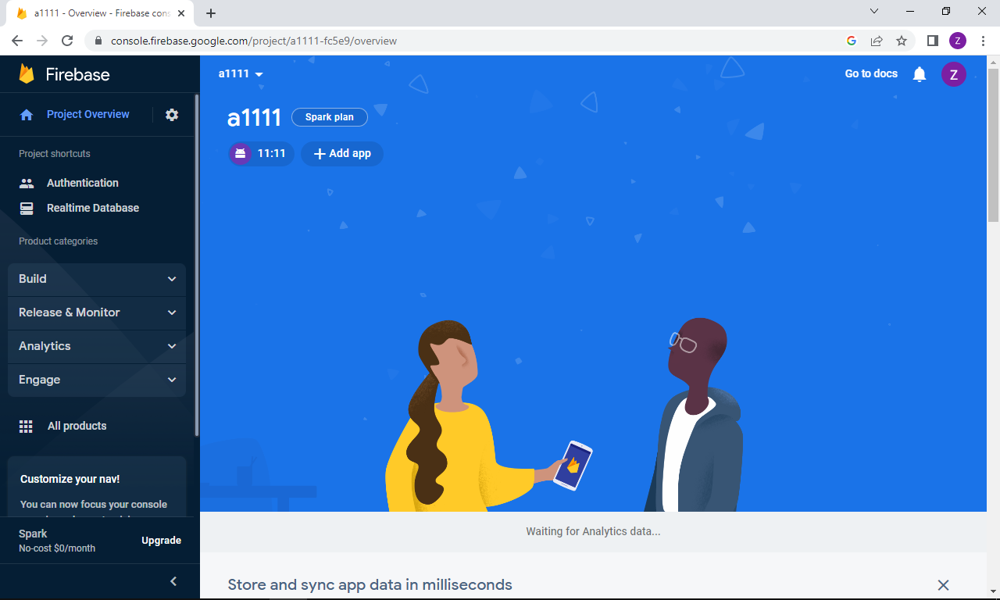 a1111 - Overview - Firebase cons
console.firebase.google.com/project/a1111-fc5e9/overview
Z
Firebase
Project Overview
Project shortcuts
Authentication
Realtime Database
Product categories
Build
Release & Monitor
Analytics
Engage
All products
Customize your nav!
You can now focus your console
Spark
No-cost $0/month
Upgrade
a1111
Go to docs
Z
a1111
Spark plan
11:11
Add app
Waiting for Analytics data...
Store and sync app data in milliseconds